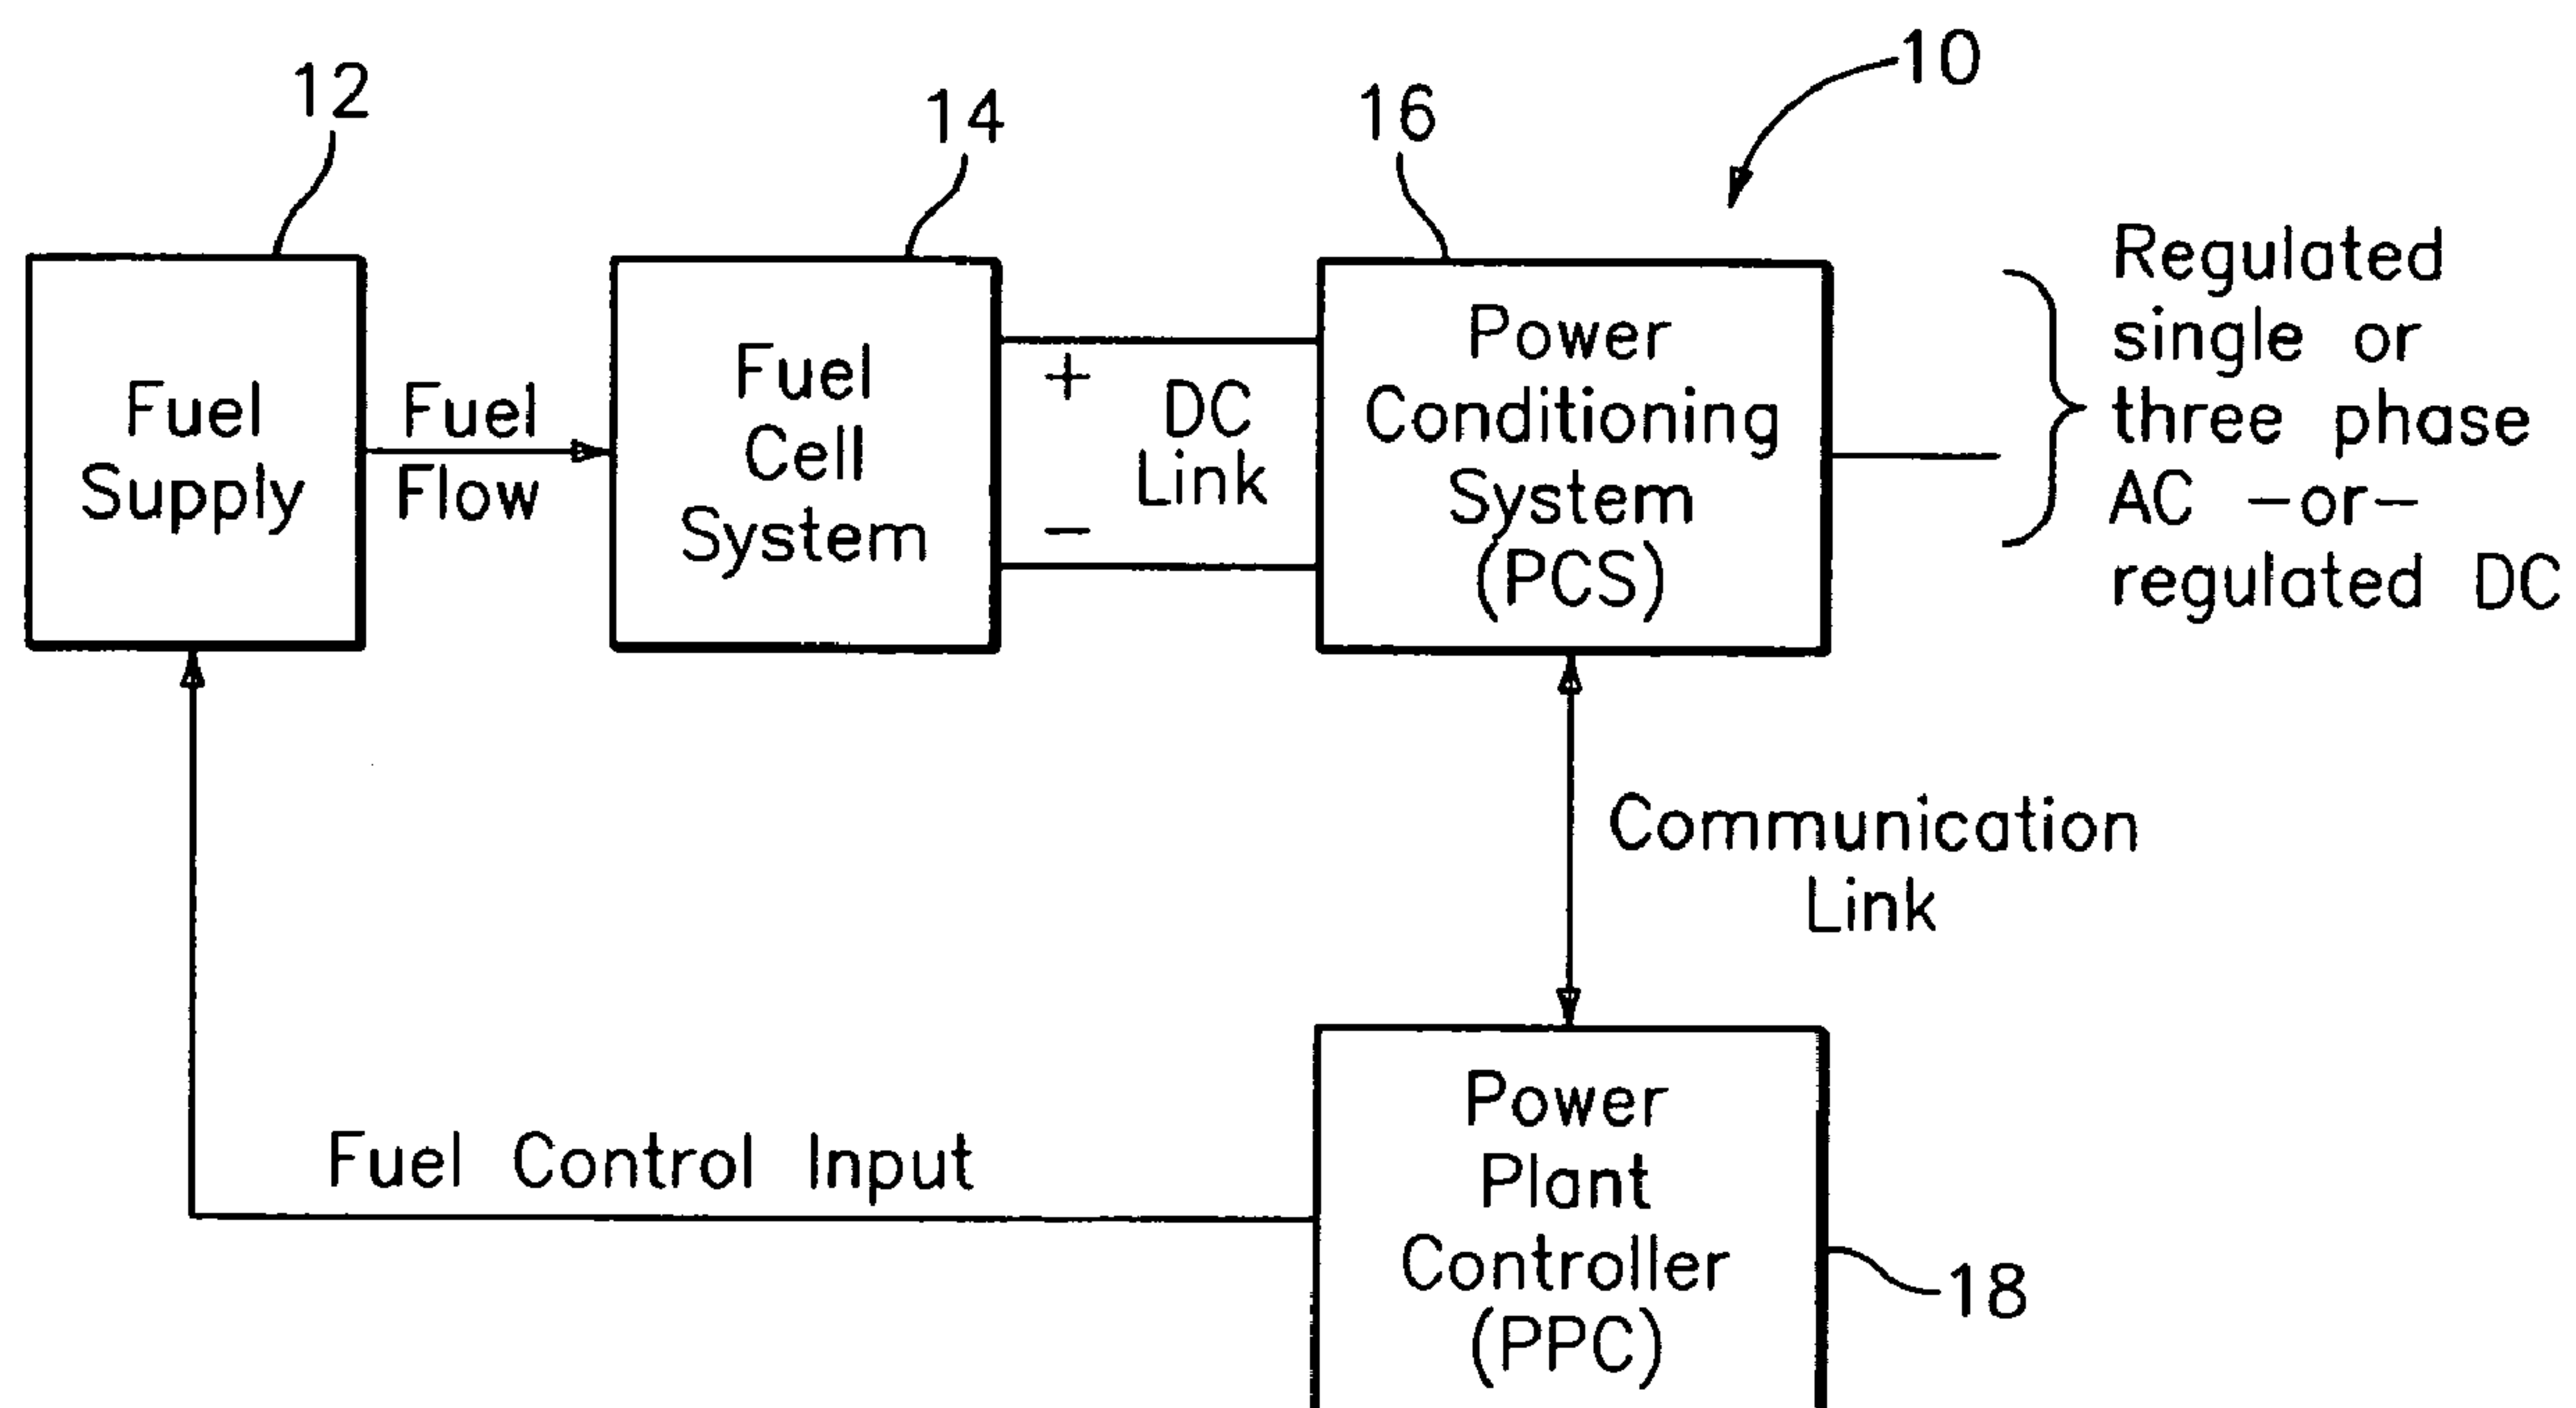 10
12
14
16
Fuel
Supply
Fuel
Flow
Fuel
Cell
System
+
DC
Link
−
Power
Conditioning
System
(PCS)
Regulated
single or
three phase
AC -or-
regulated DC
Communication
Link
Fuel Control Input
Power
Plant
Controller
(PPC)
18